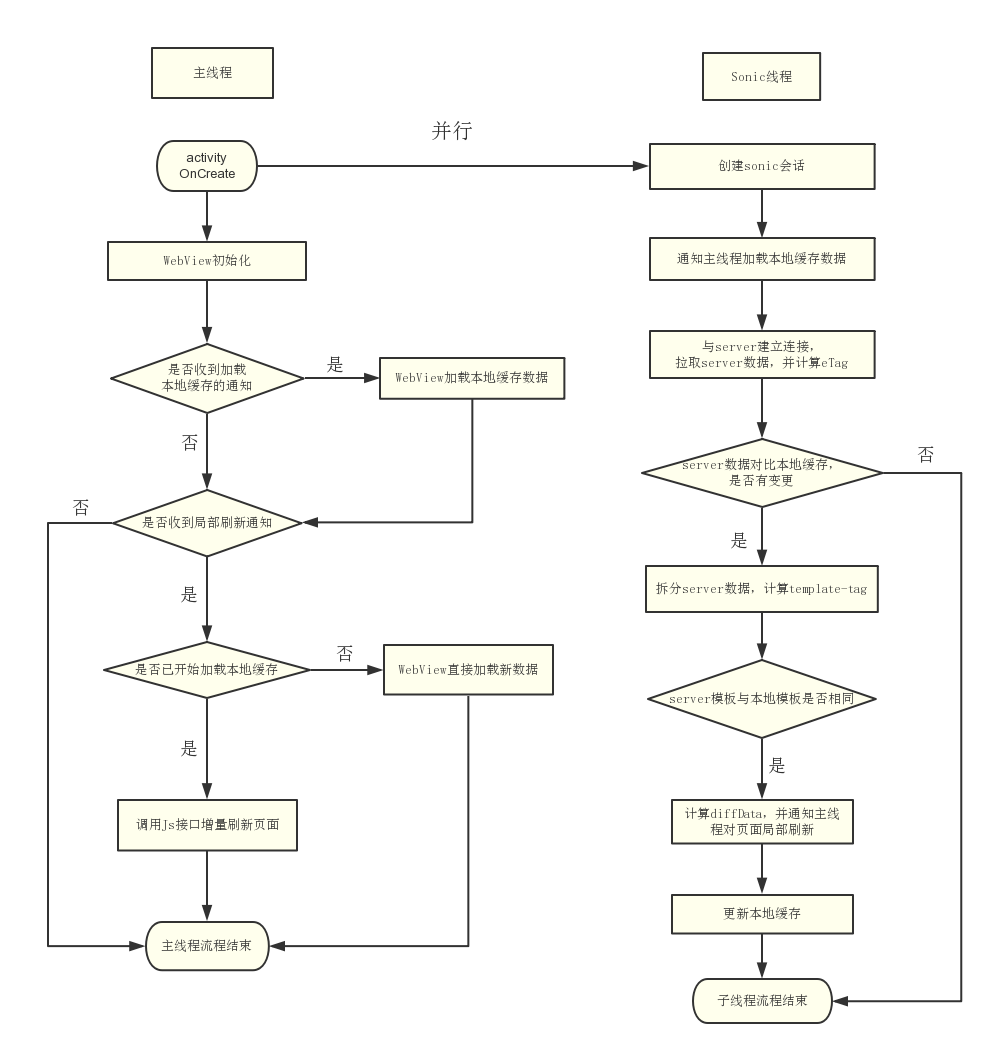 主线程
Sonic线程
并行
activity
OnCreate
创建sonic会话
WebView初始化
通知主线程加载本地缓存数据
与server建立连接，
拉取server数据，并计算eTag
是否收到加载
本地缓存的通知
是
WebView加载本地缓存数据
否
server数据对比本地缓存，
是否有变更
否
否
是否收到局部刷新通知
是
是
拆分server数据，计算template-tag
是否已开始加载本地缓存
否
WebView直接加载新数据
server模板与本地模板是否相同
是
是
调用Js接口增量刷新页面
计算diffData，并通知主线
程对页面局部刷新
更新本地缓存
主线程流程结束
子线程流程结束